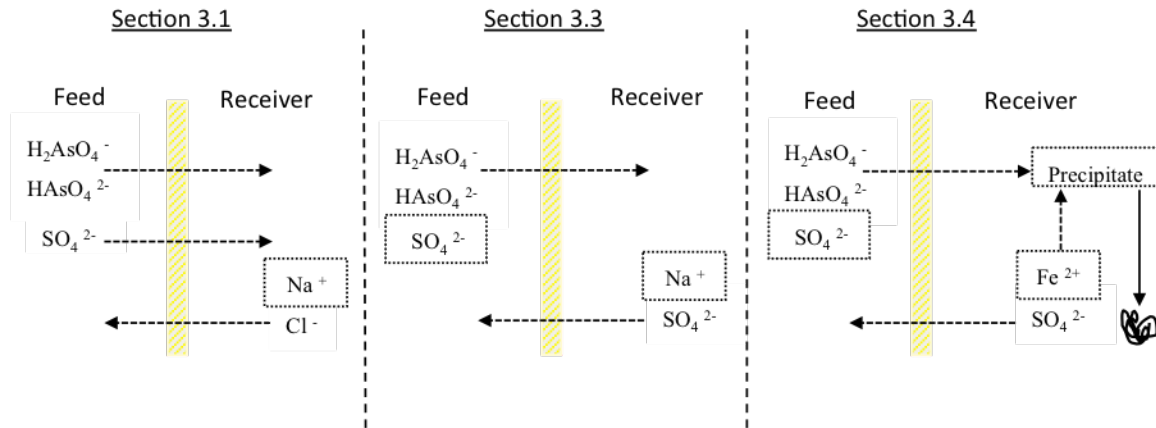 Section 3.1
Feed Receiver
H₂AsO₄ ⁻
HAsO₄ ²⁻
SO₄ ²⁻
Na ⁺
Cl ⁻
Section 3.3
Feed Receiver
H₂AsO₄ ⁻
HAsO₄ ²⁻
SO₄ ²⁻
Na ⁺
SO₄ ²⁻
Section 3.4
Feed Receiver
H₂AsO₄ ⁻
HAsO₄ ²⁻
SO₄ ²⁻
Precipitate
Fe ²⁺
SO₄ ²⁻